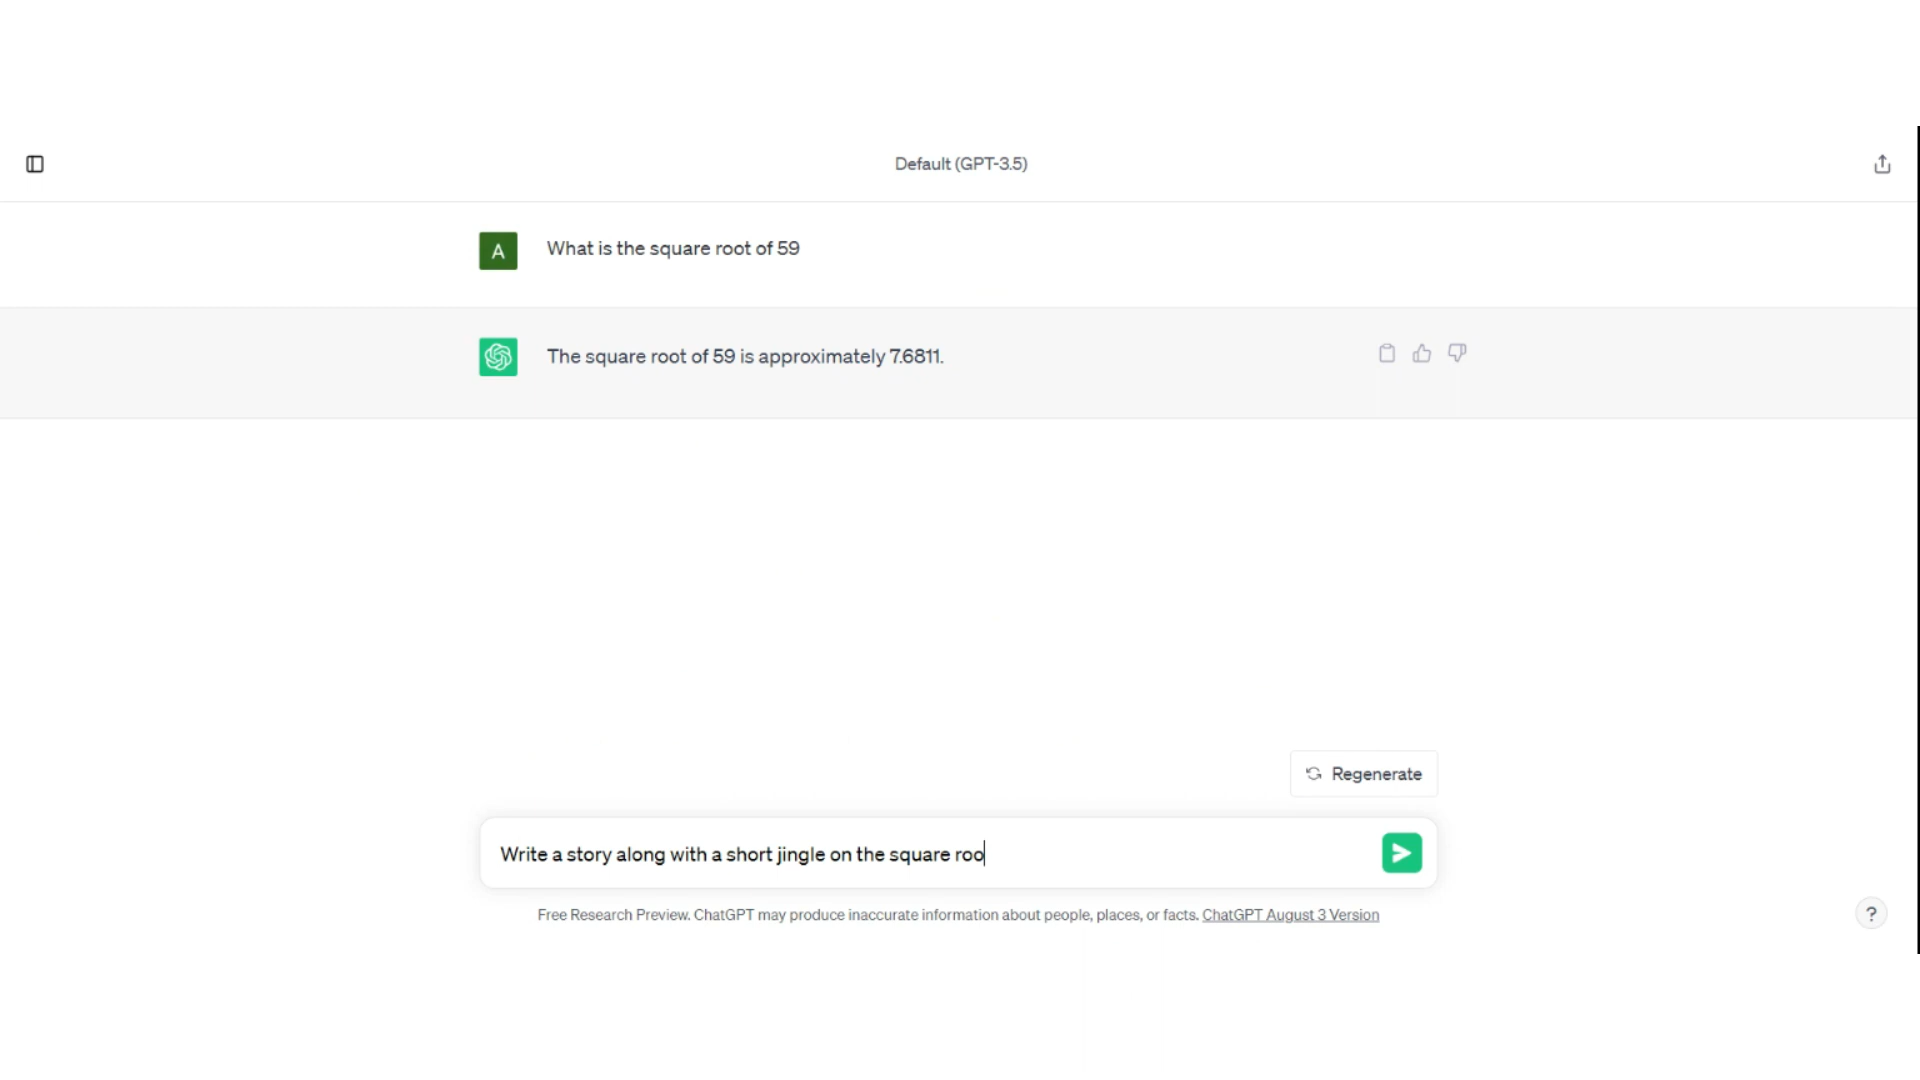 Default (GPT-3.5)
A
What is the square root of 59
The square root of 59 is approximately 7.6811.
Regenerate
Write a story along with a short jingle on the square roo
Free Research Preview. ChatGPT may produce inaccurate information about people, places, or facts. ChatGPT August 3 Version
?